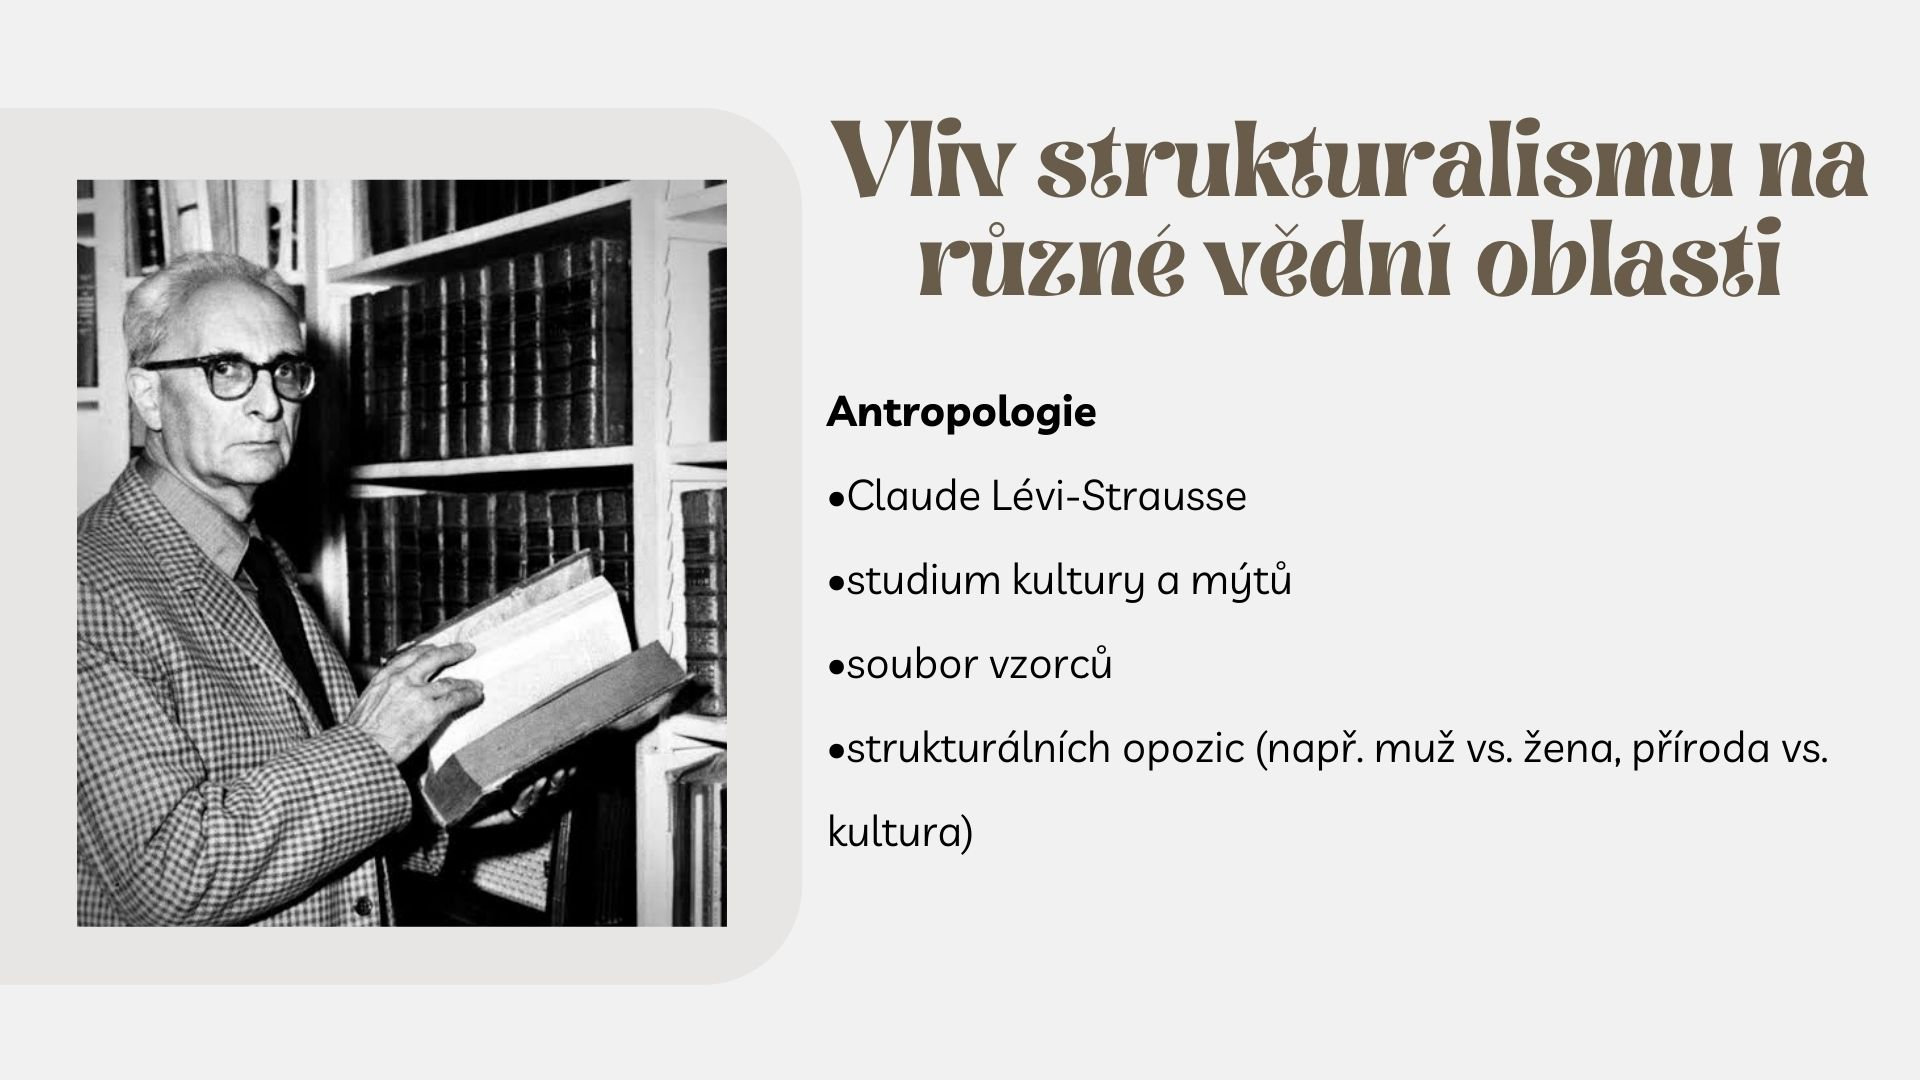 Vliv strukturalismu na
různé vědní oblasti
Antropologie
•Claude Lévi-Strausse
•studium kultury a mýtů
•soubor vzorců
•strukturálních opozic (např. muž vs. žena, příroda vs.
kultura)